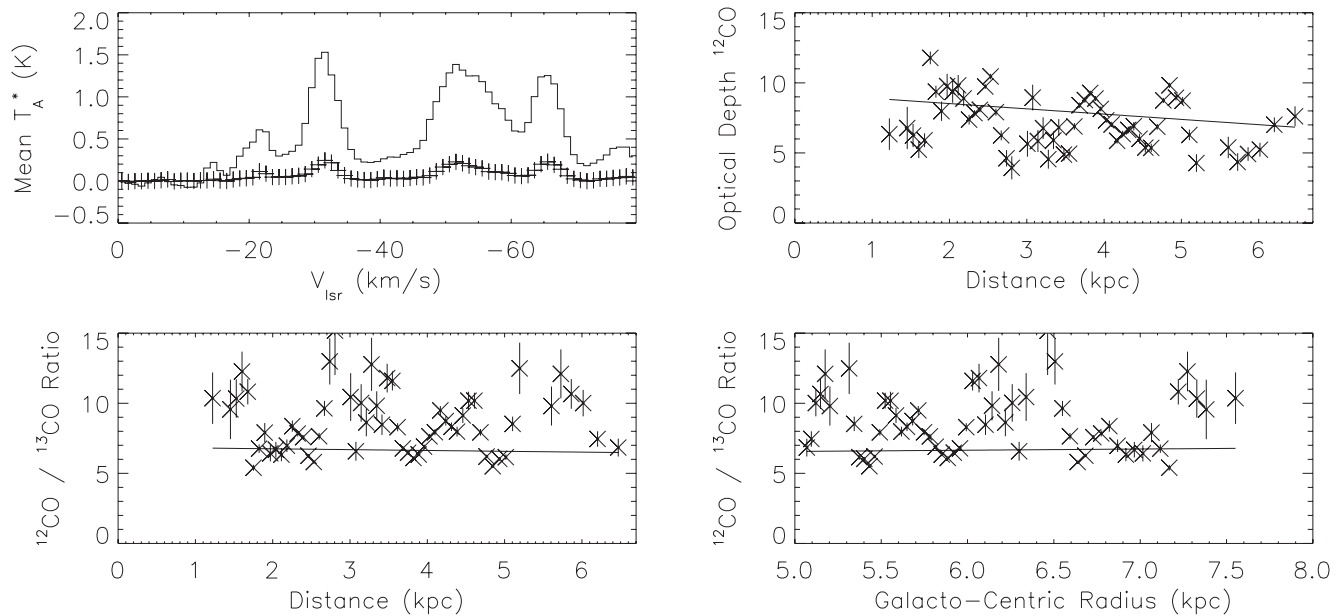 2.0
1.5
1.0
0.5
0.0
−0.5
Mean T_A^* (K)
0 −20 −40 −60
V_lsr (km/s)
15
10
5
0
Optical Depth ¹²CO
0 1 2 3 4 5 6
Distance (kpc)
15
10
5
0
¹²CO / ¹³CO Ratio
0 1 2 3 4 5 6
Distance (kpc)
15
10
5
0
¹²CO / ¹³CO Ratio
5.0 5.5 6.0 6.5 7.0 7.5 8.0
Galacto−Centric Radius (kpc)